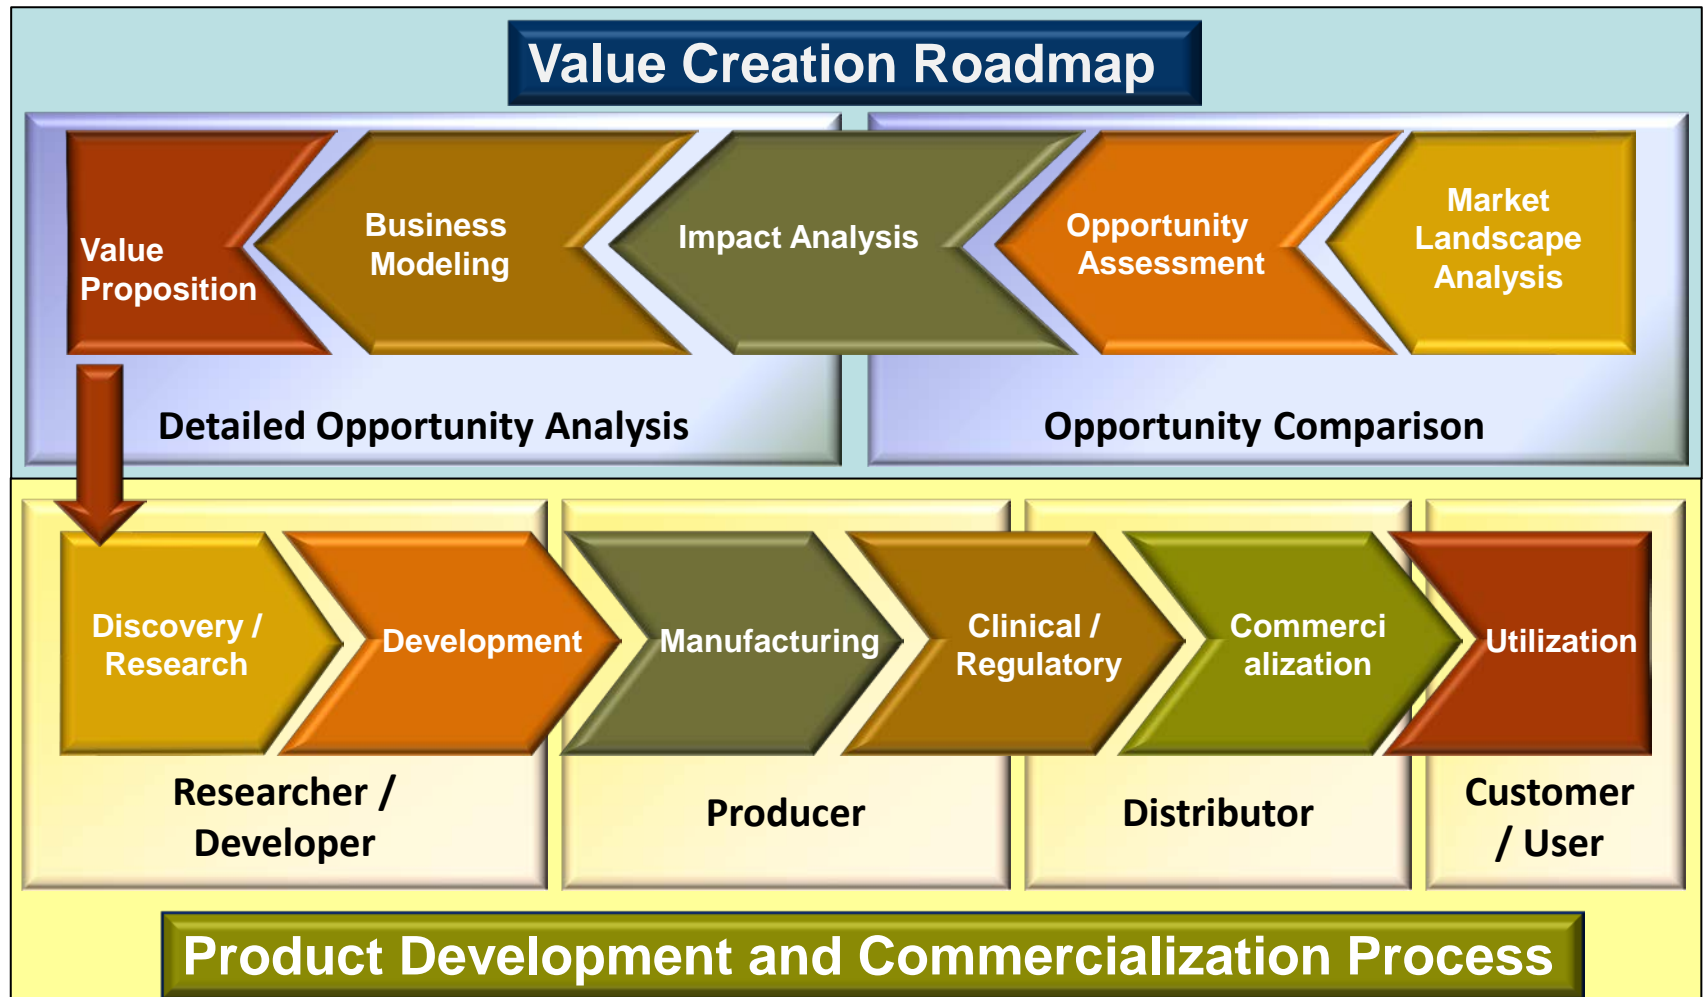 Value Creation Roadmap
Value
Proposition
Business
Modeling
Impact Analysis
Opportunity
Assessment
Market
Landscape
Analysis
Detailed Opportunity Analysis
Opportunity Comparison
Discovery /
Research
Development
Manufacturing
Clinical /
Regulatory
Commerci
alization
Utilization
Researcher /
Developer
Producer
Distributor
Customer
/ User
Product Development and Commercialization Process